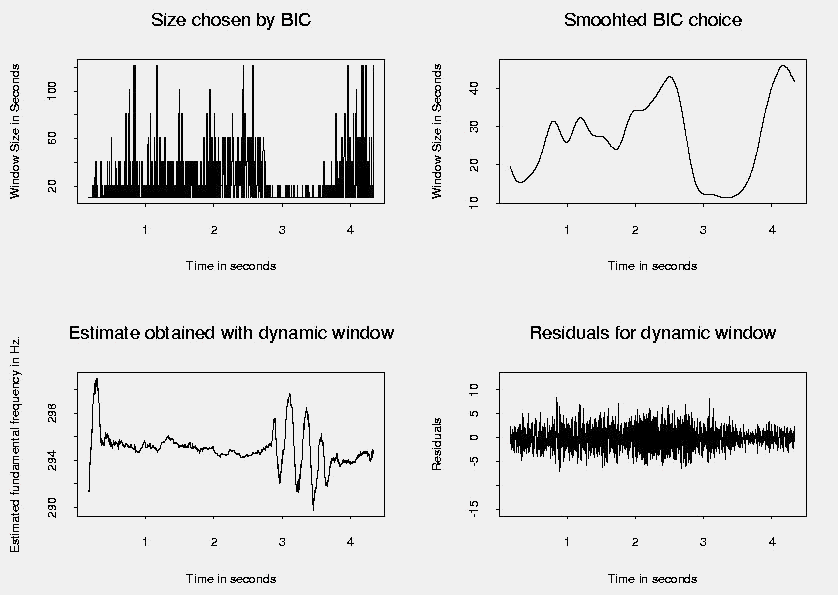 Size chosen by BIC
Window Size in Seconds
20 60 100
1 2 3 4
Time in seconds
Smoohted BIC choice
Window Size in Seconds
10 20 30 40
1 2 3 4
Time in seconds
Estimate obtained with dynamic window
Estimated fundamental frequency in Hz.
290 294 298
1 2 3 4
Time in seconds
Residuals for dynamic window
Residuals
-15 -5 0 5 10
1 2 3 4
Time in seconds